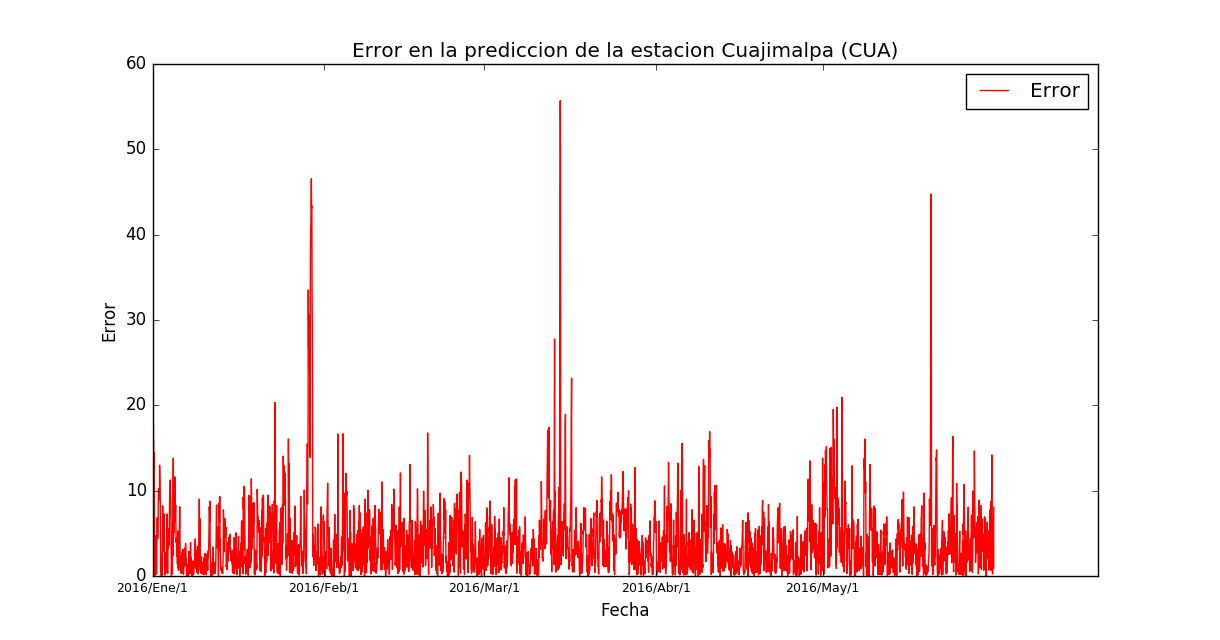 Error en la prediccion de la estacion Cuajimalpa (CUA)
60
50
40
30
20
10
0
Error
Error
2016/Ene/1 2016/Feb/1 2016/Mar/1 2016/Abr/1 2016/May/1
Fecha